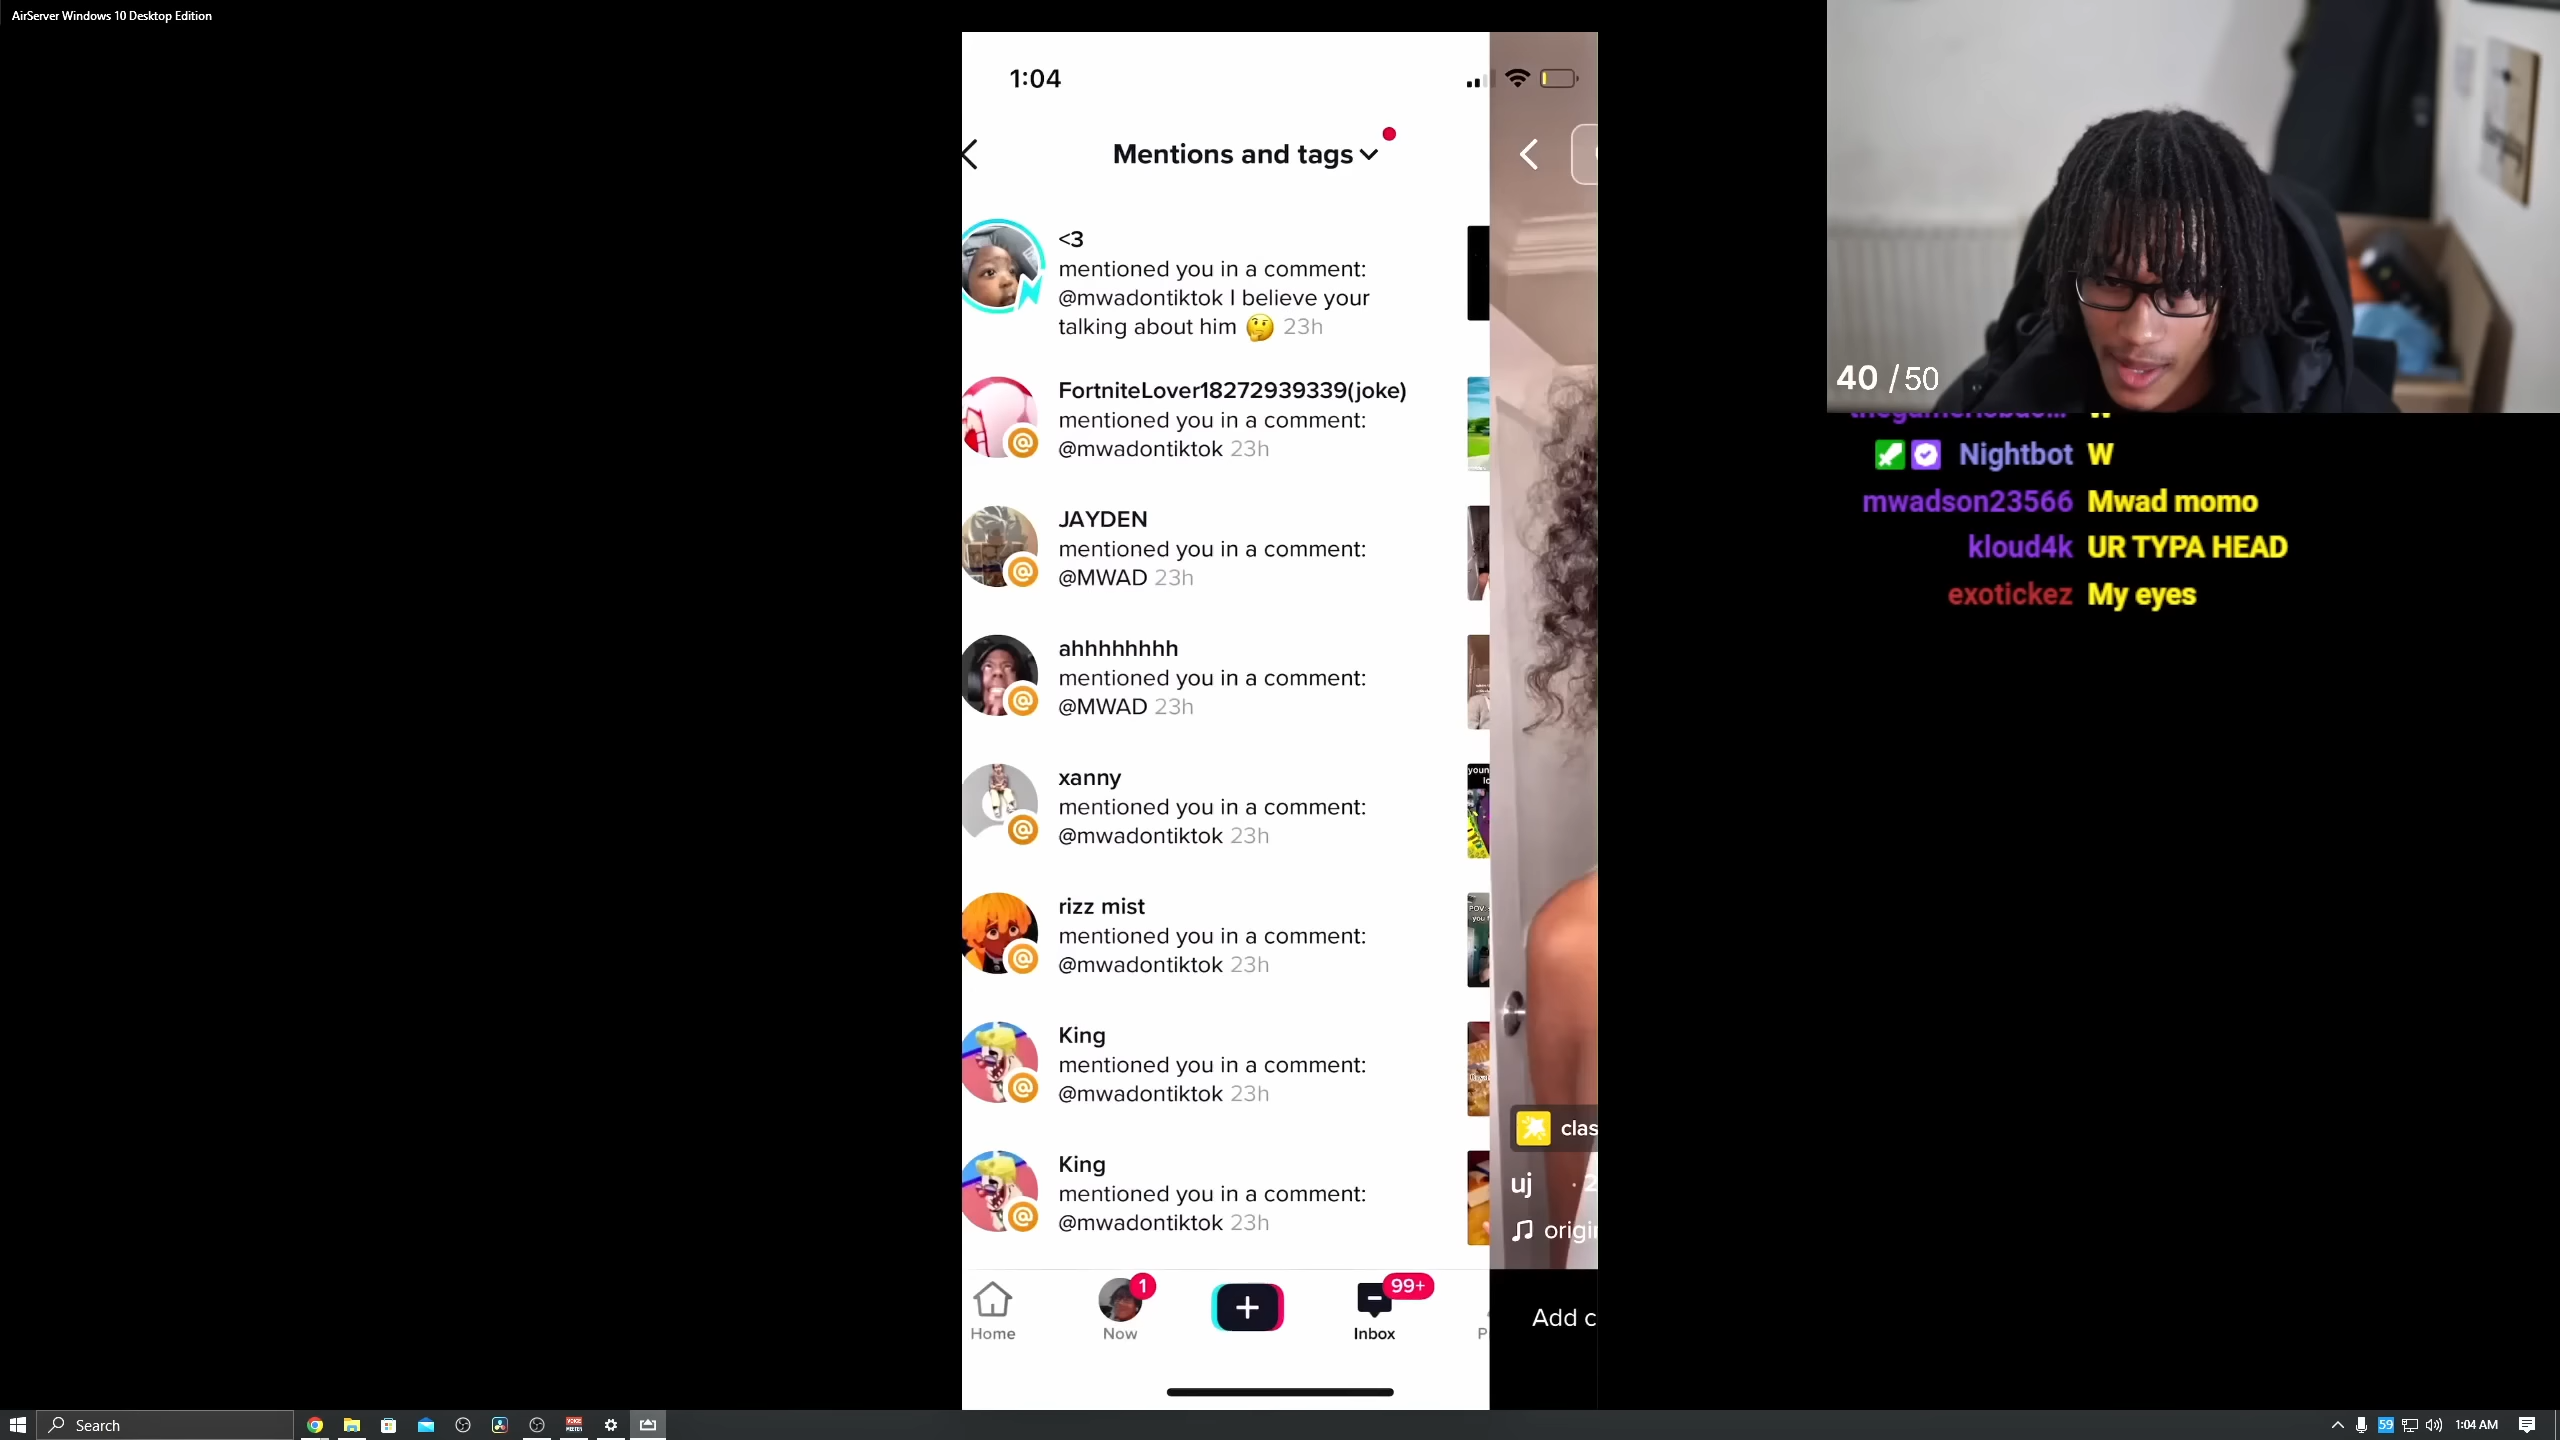 AirServer Windows 10 Desktop Edition
1:04
Mentions and tags
<3
mentioned you in a comment:
@mwadontiktok I believe your
talking about him 🤔 23h
FortniteLover18272939339(joke)
mentioned you in a comment:
@mwadontiktok 23h
JAYDEN
mentioned you in a comment:
@MWAD 23h
ahhhhhhhh
mentioned you in a comment:
@MWAD 23h
xanny
mentioned you in a comment:
@mwadontiktok 23h
rizz mist
mentioned you in a comment:
@mwadontiktok 23h
King
mentioned you in a comment:
@mwadontiktok 23h
King
mentioned you in a comment:
@mwadontiktok 23h
clas
uj · 2
origin
Add c
Home
1
Now
99+
Inbox
P
40 / 50
W
Nightbot W
mwadson23566 Mwad momo
kloud4k UR TYPA HEAD
exotickez My eyes
Search
59
1:04 AM